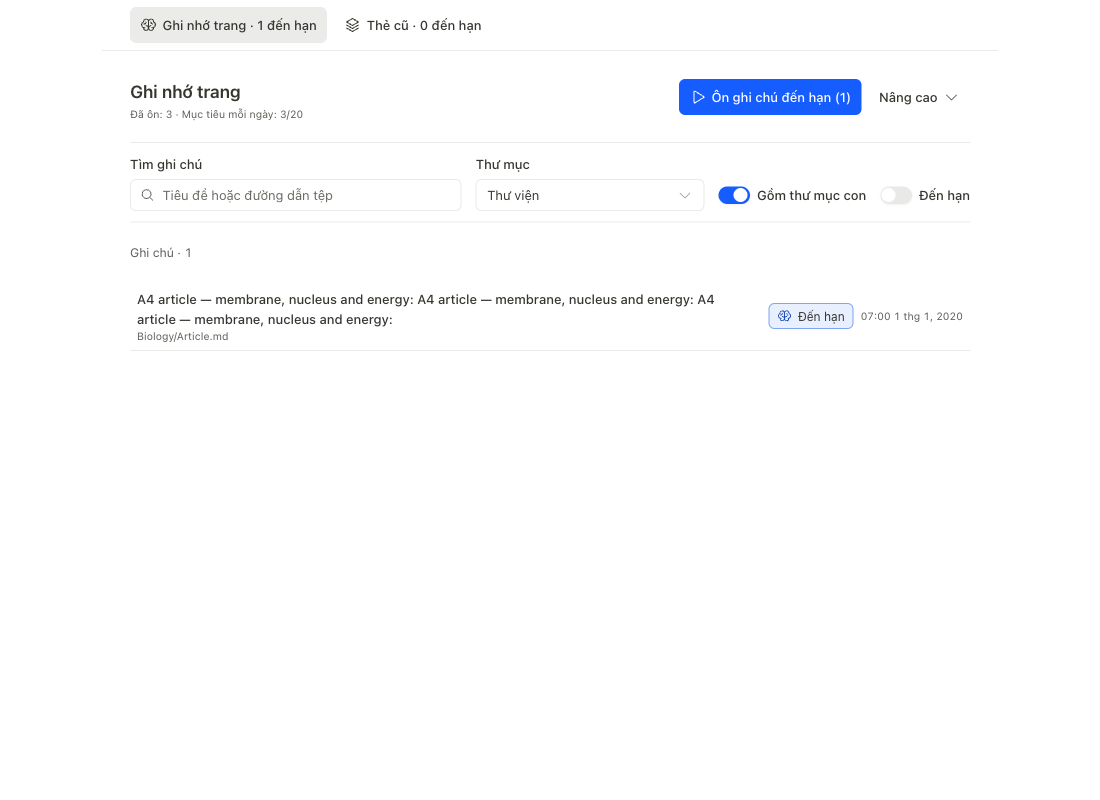 Ghi nhớ trang · 1 đến hạn
Thẻ cũ · 0 đến hạn
Ghi nhớ trang
Đã ôn: 3 · Mục tiêu mỗi ngày: 3/20
Ôn ghi chú đến hạn (1)
Nâng cao
Tìm ghi chú
Thư mục
Tiêu đề hoặc đường dẫn tệp
Thư viện
Gồm thư mục con
Đến hạn
Ghi chú · 1
A4 article — membrane, nucleus and energy: A4 article — membrane, nucleus and energy: A4
article — membrane, nucleus and energy:
Biology/Article.md
Đến hạn
07:00 1 thg 1, 2020